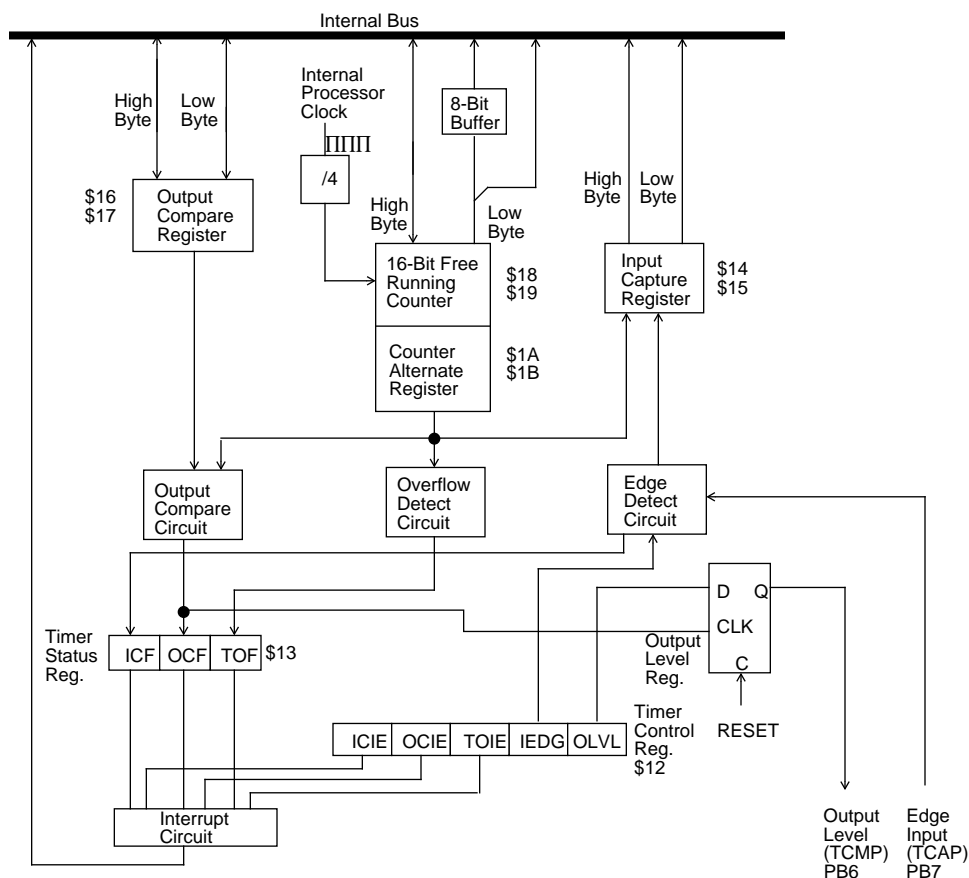 Internal Bus
Internal
Processor
Clock
High
Byte
Low
Byte
8-Bit
Buffer
/4
$16
$17
Output
Compare
Register
High
Byte
Low
Byte
High
Byte
Low
Byte
16-Bit Free
Running
Counter
$18
$19
Input
Capture
Register
$14
$15
Counter
Alternate
Register
$1A
$1B
Output
Compare
Circuit
Overflow
Detect
Circuit
Edge
Detect
Circuit
D Q
CLK
C
Output
Level
Reg.
RESET
Timer
Status
Reg.
ICF OCF TOF $13
ICIE OCIE TOIE IEDG OLVL
Timer
Control
Reg.
$12
Interrupt
Circuit
Output
Level
(TCMP)
PB6
Edge
Input
(TCAP)
PB7